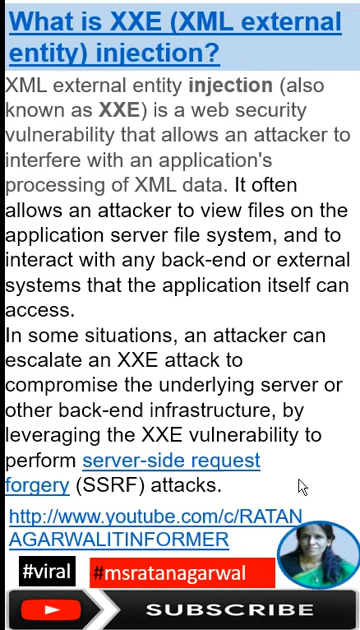 What is XXE (XML external
entity) injection?
XML external entity injection (also
known as XXE) is a web security
vulnerability that allows an attacker to
interfere with an application's
processing of XML data. It often
allows an attacker to view files on the
application server file system, and to
interact with any back-end or external
systems that the application itself can
access.
In some situations, an attacker can
escalate an XXE attack to
compromise the underlying server or
other back-end infrastructure, by
leveraging the XXE vulnerability to
perform server-side request
forgery (SSRF) attacks.
http://www.youtube.com/c/RATAN
AGARWALITINFORMER
#viral #msratanagarwal
SUBSCRIBE